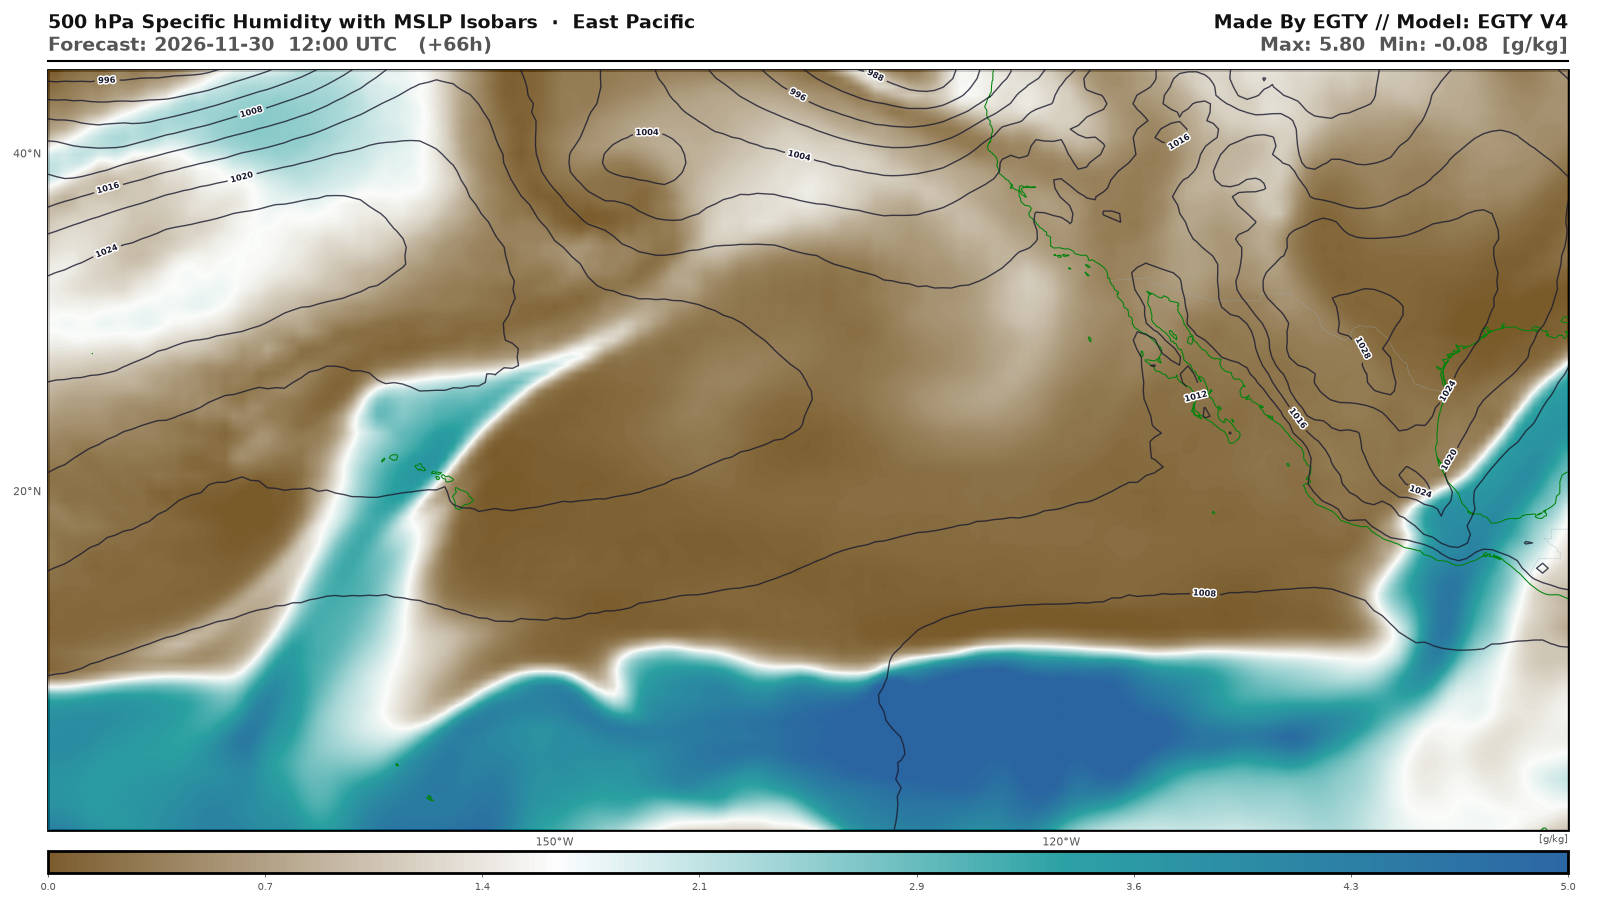 500 hPa Specific Humidity with MSLP Isobars · East Pacific
Made By EGTY // Model: EGTY V4
Forecast: 2026-11-30 12:00 UTC (+66h)
Max: 5.80 Min: -0.08 [g/kg]
996
988
996
1008
1004
1004
1016
40°N
1020
1016
1024
1028
1024
1012
1016
1020
20°N
1024
1008
150°W
120°W
[g/kg]
0.0 0.7 1.4 2.1 2.9 3.6 4.3 5.0